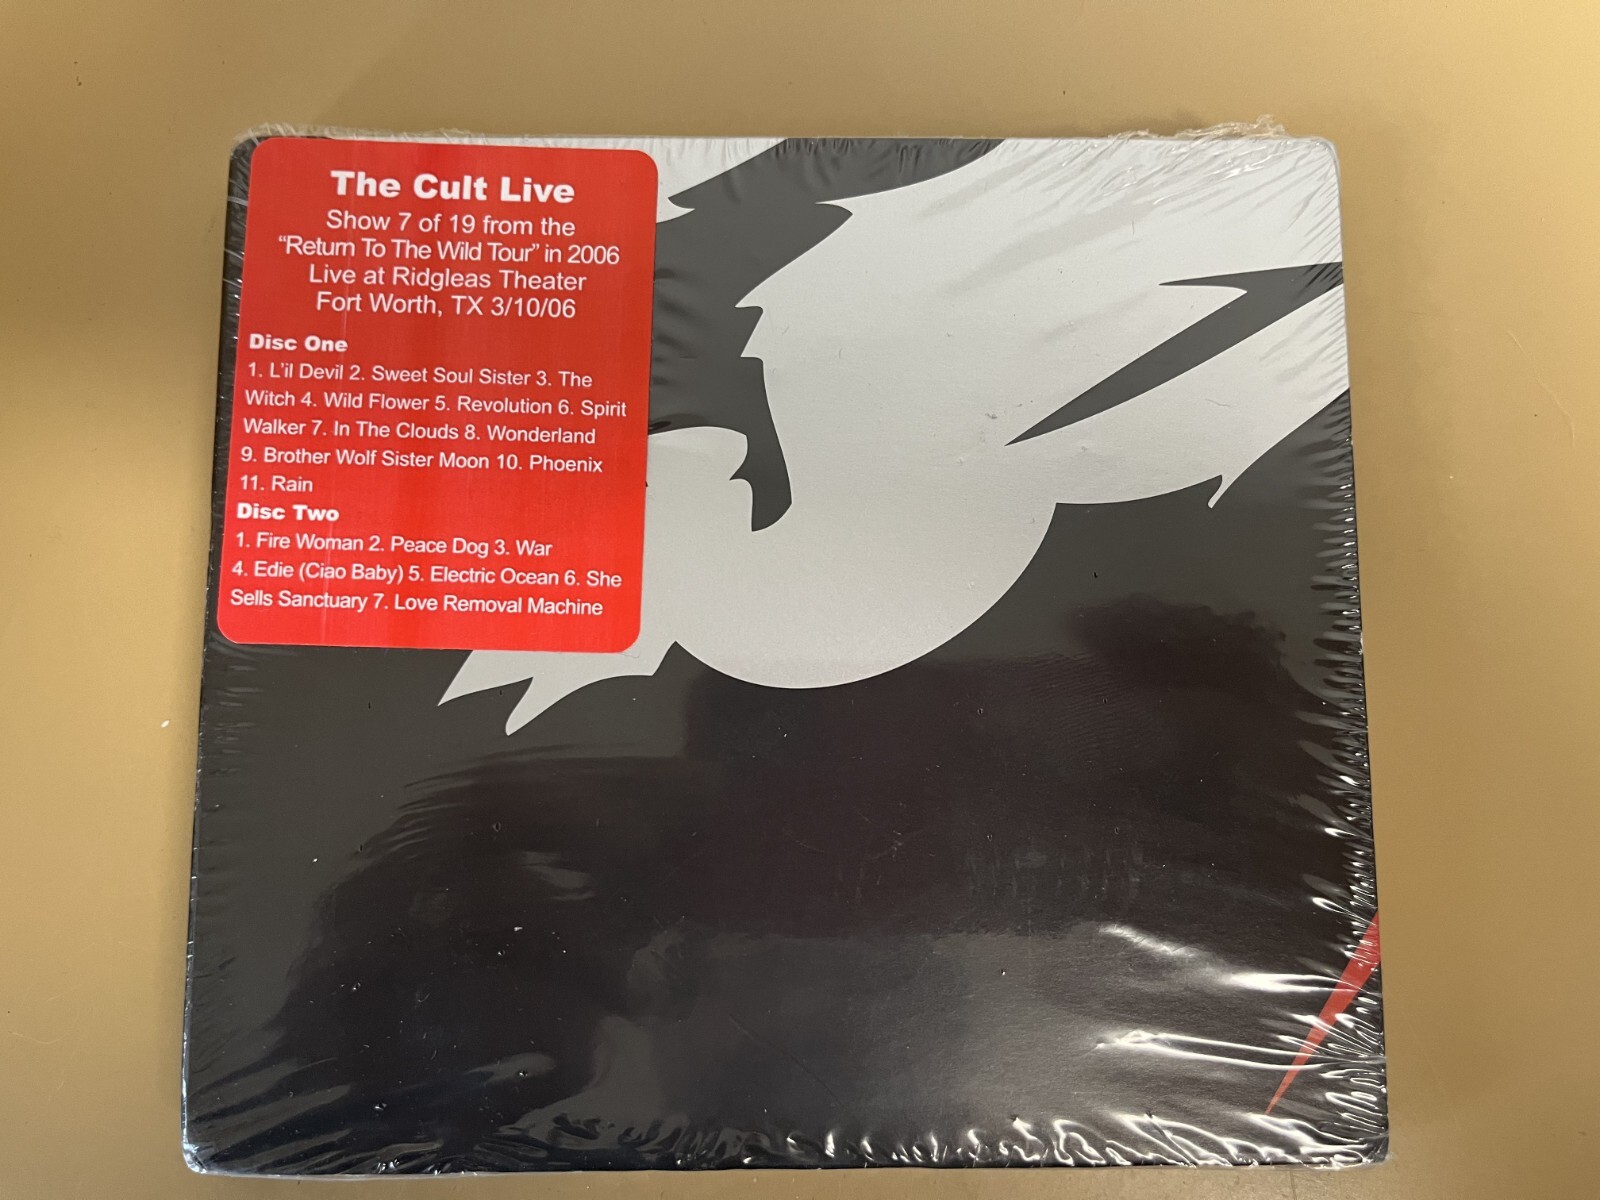 The Cult Live
Show 7 of 19 from the
“Return To The Wild Tour” in 2006
Live at Ridgleas Theater
Fort Worth, TX 3/10/06
Disc One
1. L'il Devil 2. Sweet Soul Sister 3. The
Witch 4. Wild Flower 5. Revolution 6. Spirit
Walker 7. In The Clouds 8. Wonderland
9. Brother Wolf Sister Moon 10. Phoenix
11. Rain
Disc Two
1. Fire Woman 2. Peace Dog 3. War
4. Edie (Ciao Baby) 5. Electric Ocean 6. She
Sells Sanctuary 7. Love Removal Machine